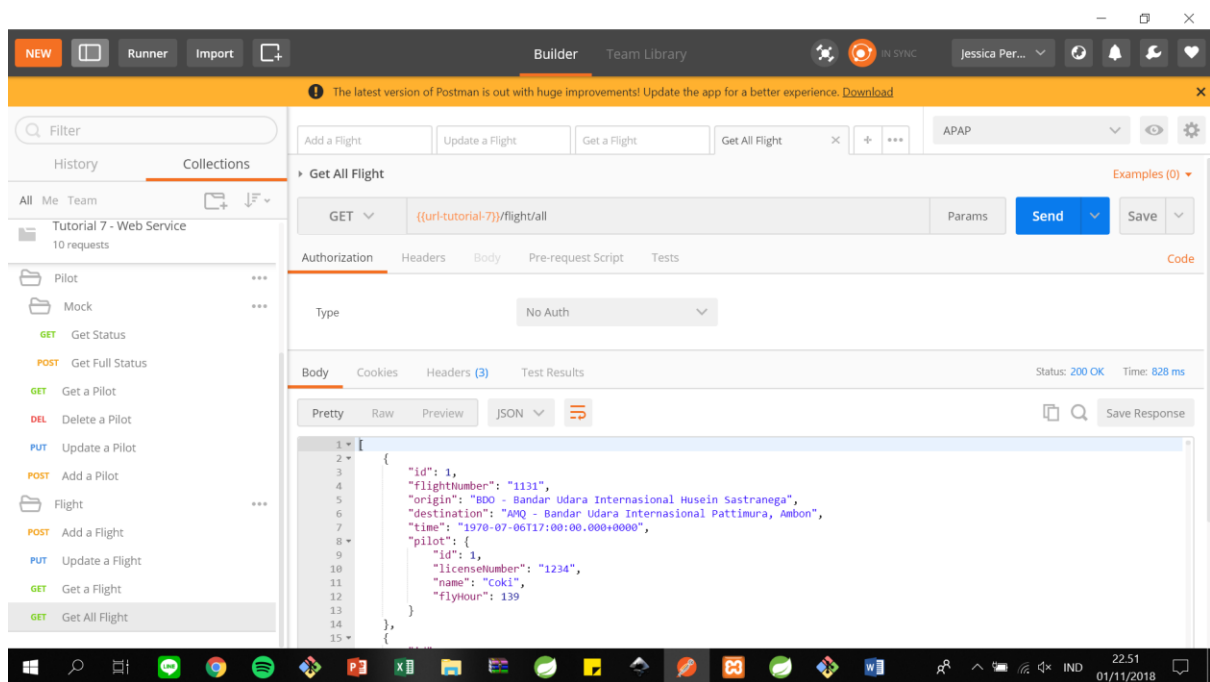 NEW Runner Import Builder Team Library IN SYNC Jessica Per...
The latest version of Postman is out with huge improvements! Update the app for a better experience. Download
Filter
History Collections
All Me Team
Tutorial 7 - Web Service
10 requests
Pilot
Mock
GET Get Status
POST Get Full Status
GET Get a Pilot
DEL Delete a Pilot
PUT Update a Pilot
POST Add a Pilot
Flight
POST Add a Flight
PUT Update a Flight
GET Get a Flight
GET Get All Flight
Add a Flight Update a Flight Get a Flight Get All Flight APAP
Get All Flight Examples (0)
GET {{url-tutorial-7}}/flight/all Params Send Save
Authorization Headers Body Pre-request Script Tests Code
Type No Auth
Body Cookies Headers (3) Test Results Status: 200 OK Time: 828 ms
Pretty Raw Preview JSON Save Response
1 [
2 {
3 "id": 1,
4 "flightNumber": "1131",
5 "origin": "BDO - Bandar Udara Internasional Husein Sastranega",
6 "destination": "AMQ - Bandar Udara Internasional Pattimura, Ambon",
7 "time": "1970-07-06T17:00:00.000+0000",
8 "pilot": {
9 "id": 1,
10 "licenseNumber": "1234",
11 "name": "Coki",
12 "flyHour": 139
13 }
14 },
15 {
LINE IND 22.51
01/11/2018